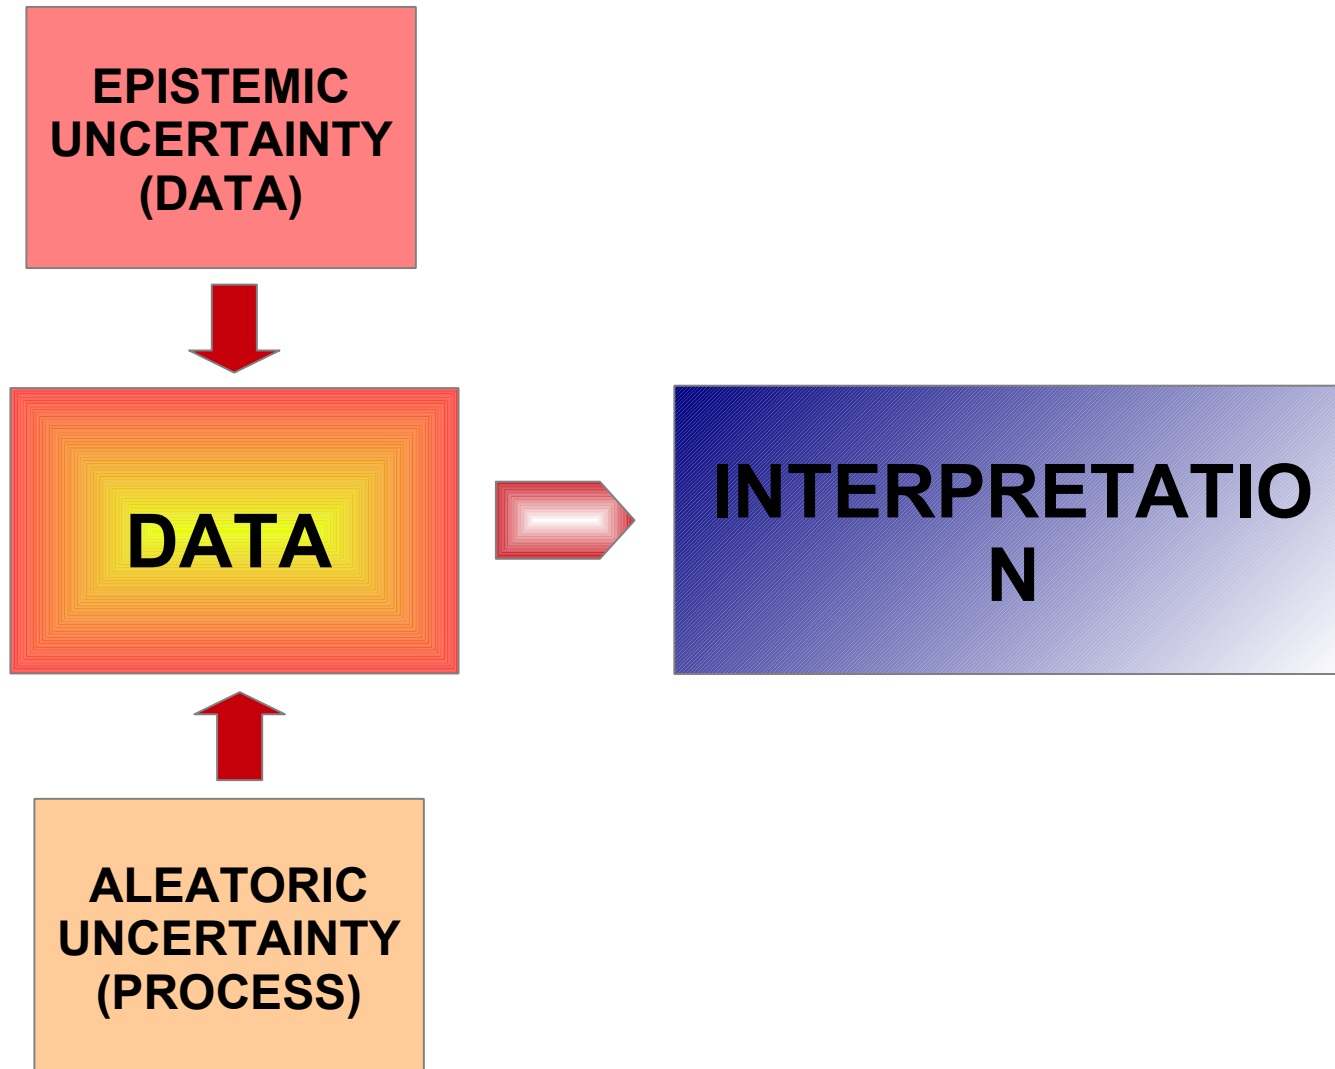 EPISTEMIC
UNCERTAINTY
(DATA)
DATA
INTERPRETATIO
N
ALEATORIC
UNCERTAINTY
(PROCESS)